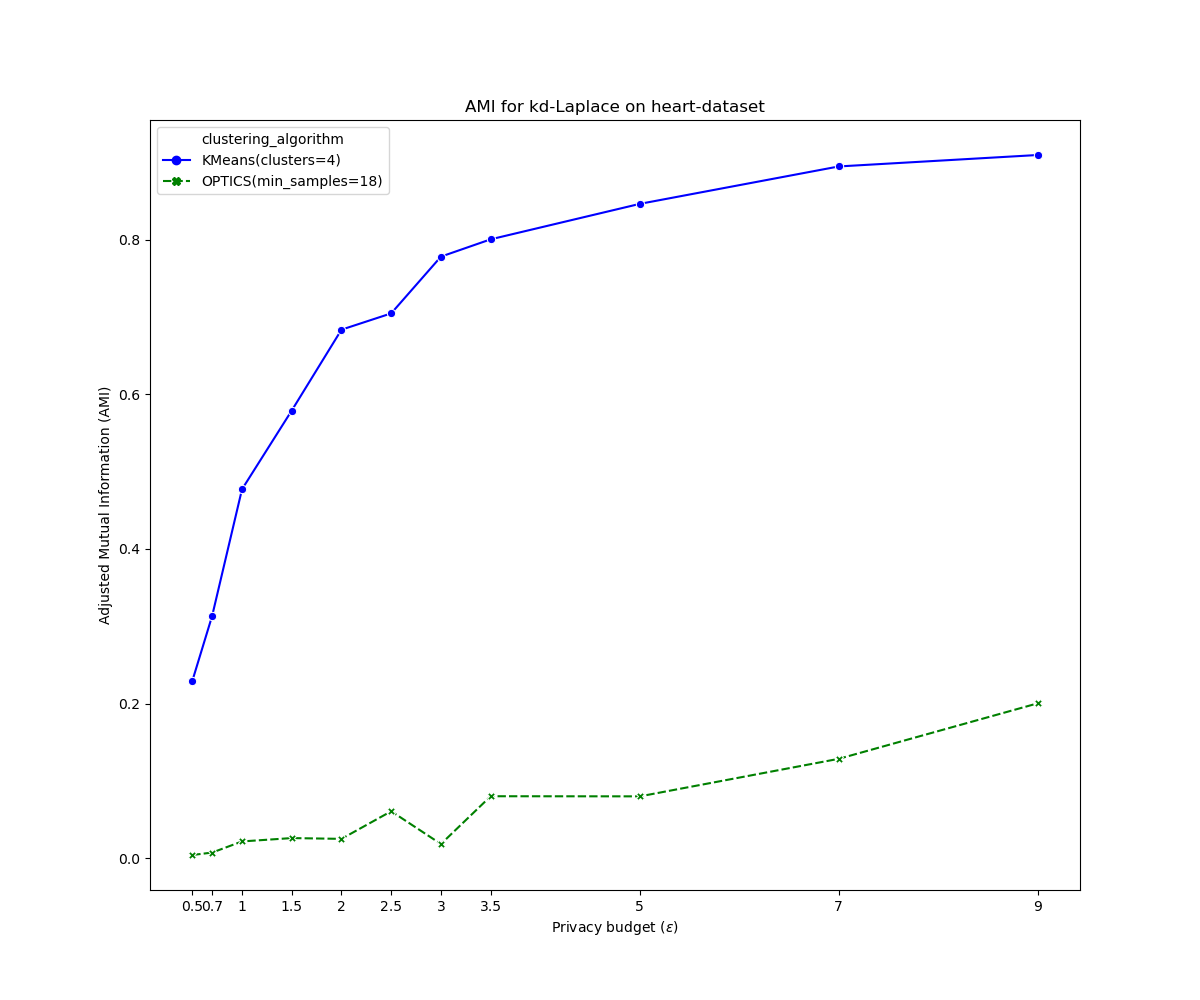 AMI for kd-Laplace on heart-dataset
clustering_algorithm
KMeans(clusters=4)
OPTICS(min_samples=18)
Adjusted Mutual Information (AMI)
0.8
0.6
0.4
0.2
0.0
0.5 0.7 1 1.5 2 2.5 3 3.5 5 7 9
Privacy budget (ε)